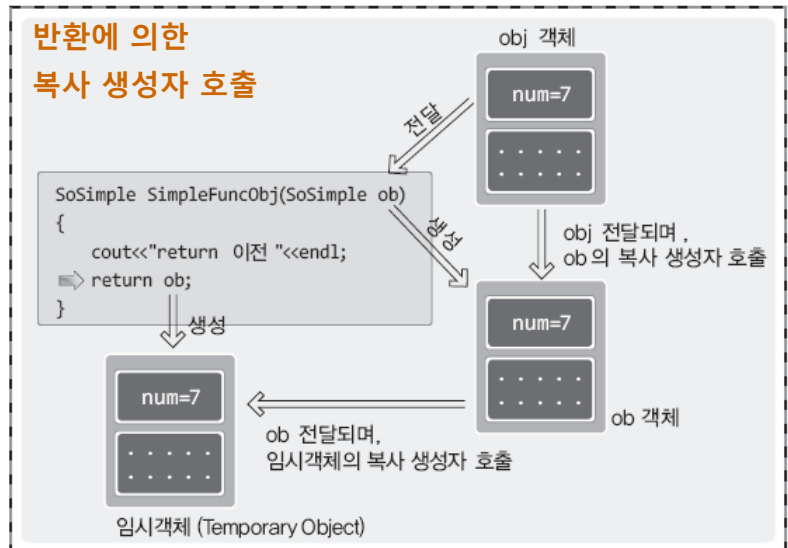 반환에 의한
복사 생성자 호출
obj 객체
num=7
. . . . .
. . . . .
전달
SoSimple SimpleFuncObj(SoSimple ob)
{
cout<<"return 이전 "<<endl;
return ob;
}
생성
obj 전달되며 ,
ob의 복사 생성자 호출
생성
num=7
. . . . .
. . . . .
ob 객체
num=7
. . . . .
. . . . .
ob 전달되며,
임시객체의 복사 생성자 호출
임시객체 (Temporary Object)